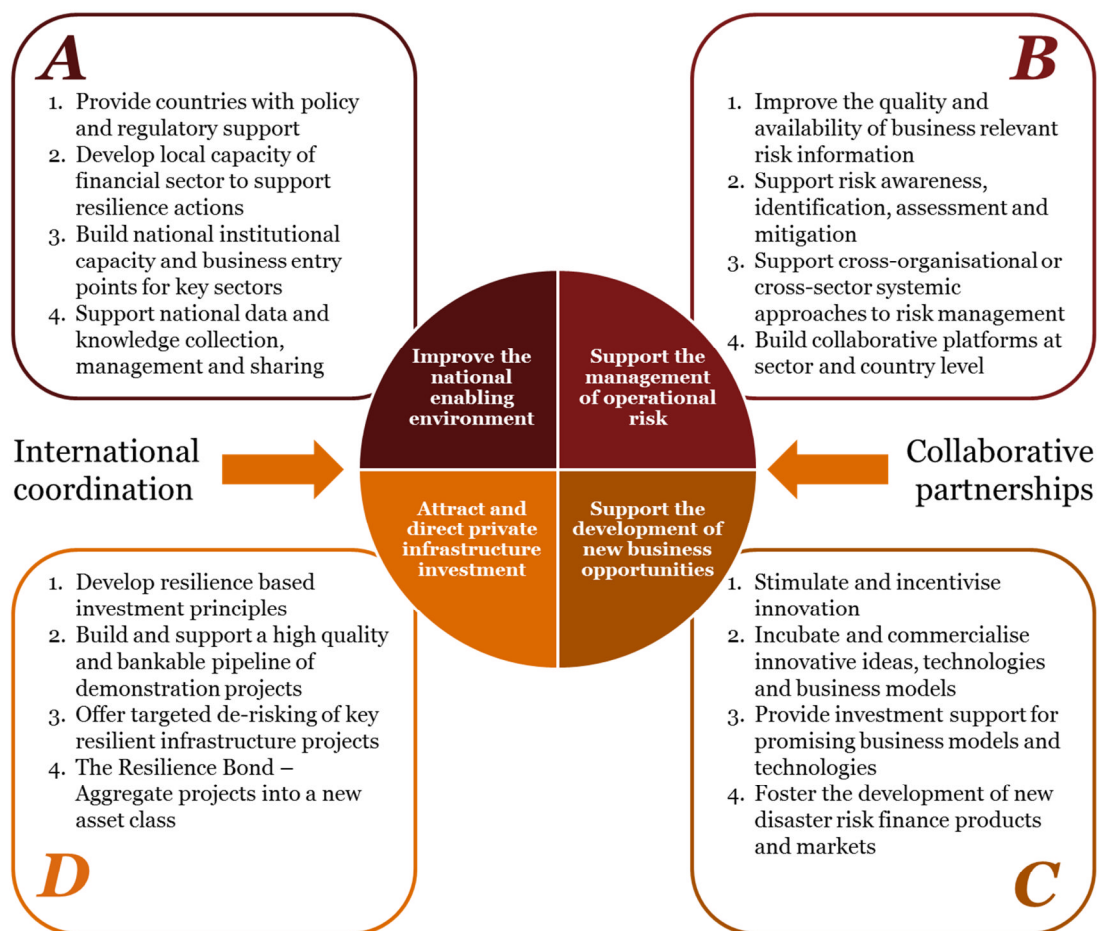 A
1. Provide countries with policy
and regulatory support
2. Develop local capacity of
financial sector to support
resilience actions
3. Build national institutional
capacity and business entry
points for key sectors
4. Support national data and
knowledge collection,
management and sharing
B
1. Improve the quality and
availability of business relevant
risk information
2. Support risk awareness,
identification, assessment and
mitigation
3. Support cross-organisational or
cross-sector systemic
approaches to risk management
4. Build collaborative platforms at
sector and country level
Improve the
national
enabling
environment
Support the
management
of operational
risk
International
coordination
Collaborative
partnerships
Attract and
direct private
infrastructure
investment
Support the
development of
new business
opportunities
1. Develop resilience based
investment principles
2. Build and support a high quality
and bankable pipeline of
demonstration projects
3. Offer targeted de-risking of key
resilient infrastructure projects
4. The Resilience Bond –
Aggregate projects into a new
asset class
D
1. Stimulate and incentivise
innovation
2. Incubate and commercialise
innovative ideas, technologies
and business models
3. Provide investment support for
promising business models and
technologies
4. Foster the development of new
disaster risk finance products
and markets
C